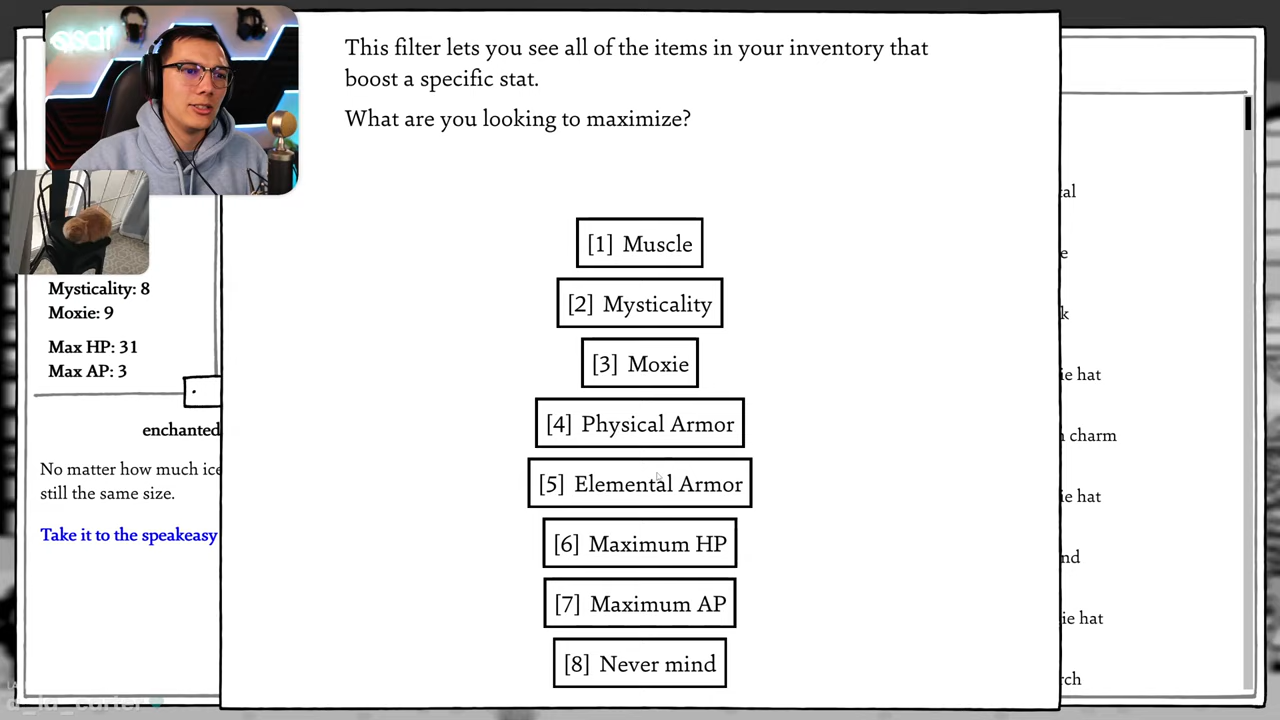 This filter lets you see all of the items in your inventory that
boost a specific stat.
What are you looking to maximize?
[1] Muscle
[2] Mysticality
[3] Moxie
[4] Physical Armor
[5] Elemental Armor
[6] Maximum HP
[7] Maximum AP
[8] Never mind
Mysticality: 8
Moxie: 9
Max HP: 31
Max AP: 3
enchanted
No matter how much ice
still the same size.
Take it to the speakeasy
ie hat
charm
ie hat
ie hat